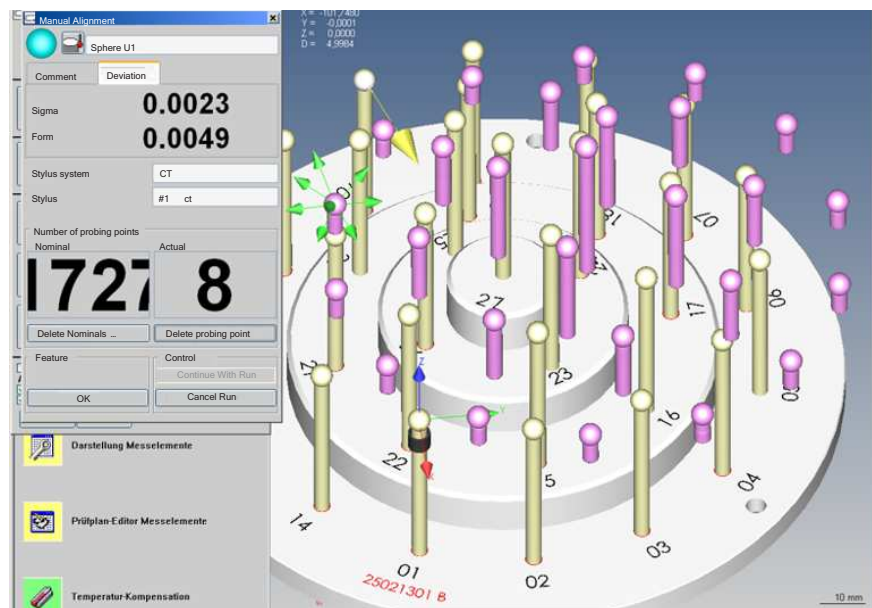 Manual Alignment
Sphere U1
Comment Deviation
Sigma 0.0023
Form 0.0049
Stylus system CT
Stylus #1 ct
Number of probing points
Nominal Actual
1727 8
Delete Nominals ... Delete probing point
Feature Control
Continue With Run
OK Cancel Run
Darstellung Messelemente
Prüfplan-Editor Messelemente
Temperatur-Kompensation
X = -101,7480
Y = -0,0001
Z = 0,0000
D = 4,9984
Z
Y
X
27
23
22
14
01
02
03
04
5
16
17
18
07
06
25021301 B
10 mm